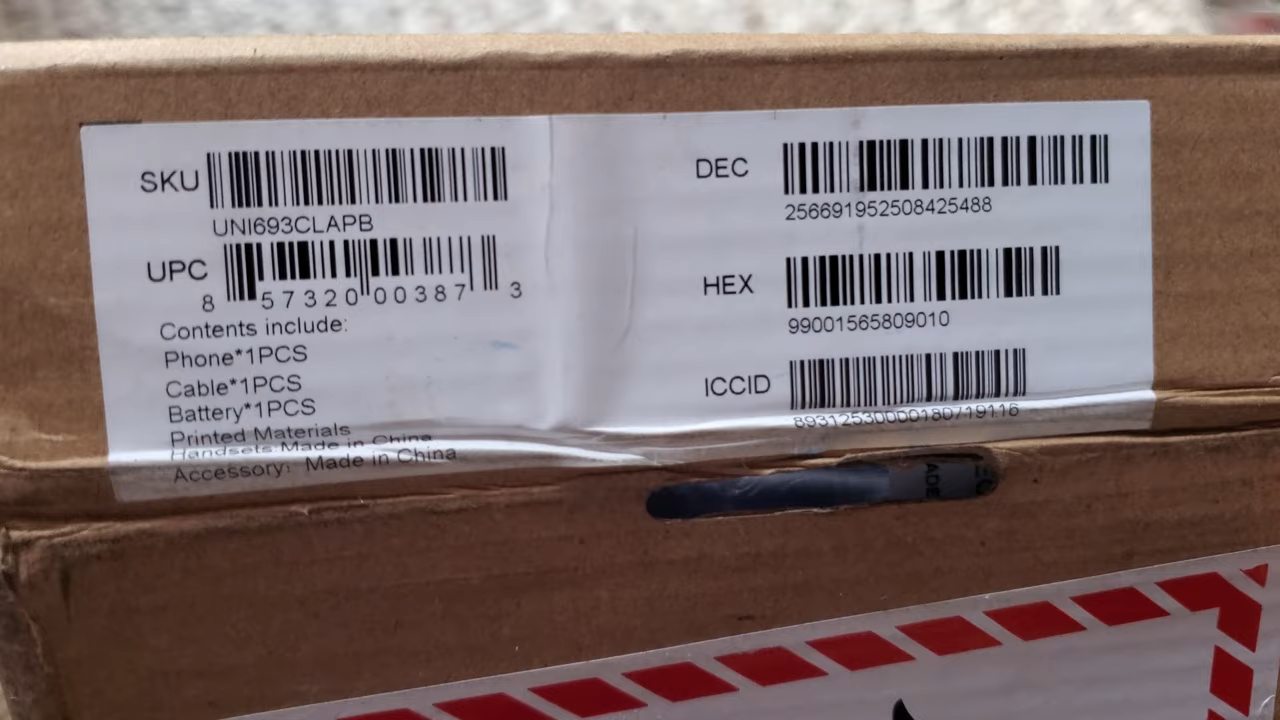 SKU
UNI693CLAPB
UPC
8 57320 00387 3
Contents include:
Phone*1PCS
Cable*1PCS
Battery*1PCS
Printed Materials
Handsets:Made in China
Accessory: Made in China
DEC
256691952508425488
HEX
99001565809010
ICCID
89312530000180719116
ADE